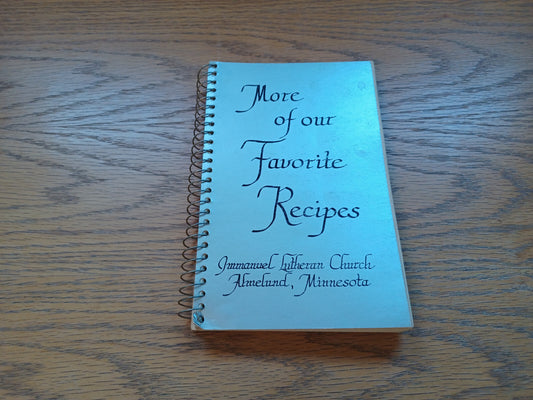 More
of our
Favorite
Recipes
Immanuel Lutheran Church
Almelund, Minnesota